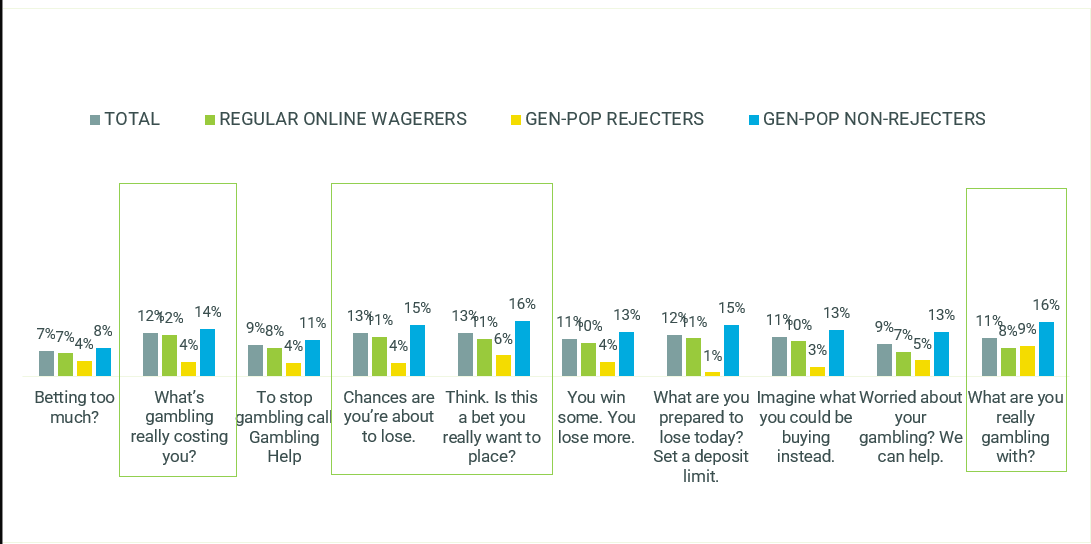 TOTAL REGULAR ONLINE WAGERERS GEN-POP REJECTERS GEN-POP NON-REJECTERS
7% 7% 4% 8%
12% 12% 4% 14%
9% 8% 4% 11%
13% 11% 4% 15%
13% 11% 6% 16%
11% 10% 4% 13%
12% 11% 1% 15%
11% 10% 3% 13%
9% 7% 5% 13%
11% 8% 9% 16%
Betting too
much?
What's
gambling
really costing
you?
To stop
gambling call
Gambling
Help
Chances are
you're about
to lose.
Think. Is this
a bet you
really want to
place?
You win
some. You
lose more.
What are you
prepared to
lose today?
Set a deposit
limit.
Imagine what
you could be
buying
instead.
Worried about
your
gambling? We
can help.
What are you
really
gambling
with?